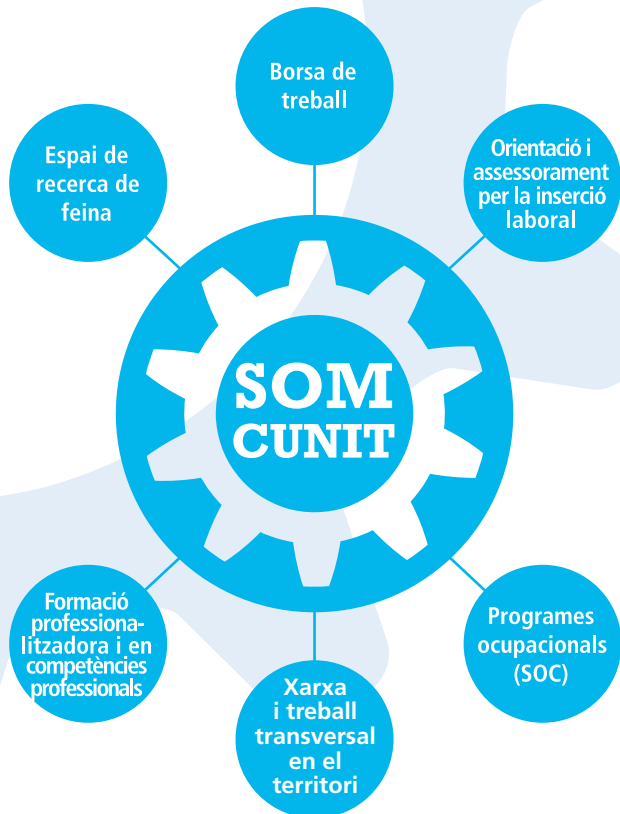 Borsa de
treball
Espai de
recerca de
feina
Orientació i
assessorament
per la inserció
laboral
SOM
CUNIT
Formació
professiona-
litzadora i en
competències
professionals
Programes
ocupacionals
(SOC)
Xarxa
i treball
transversal
en el
territori